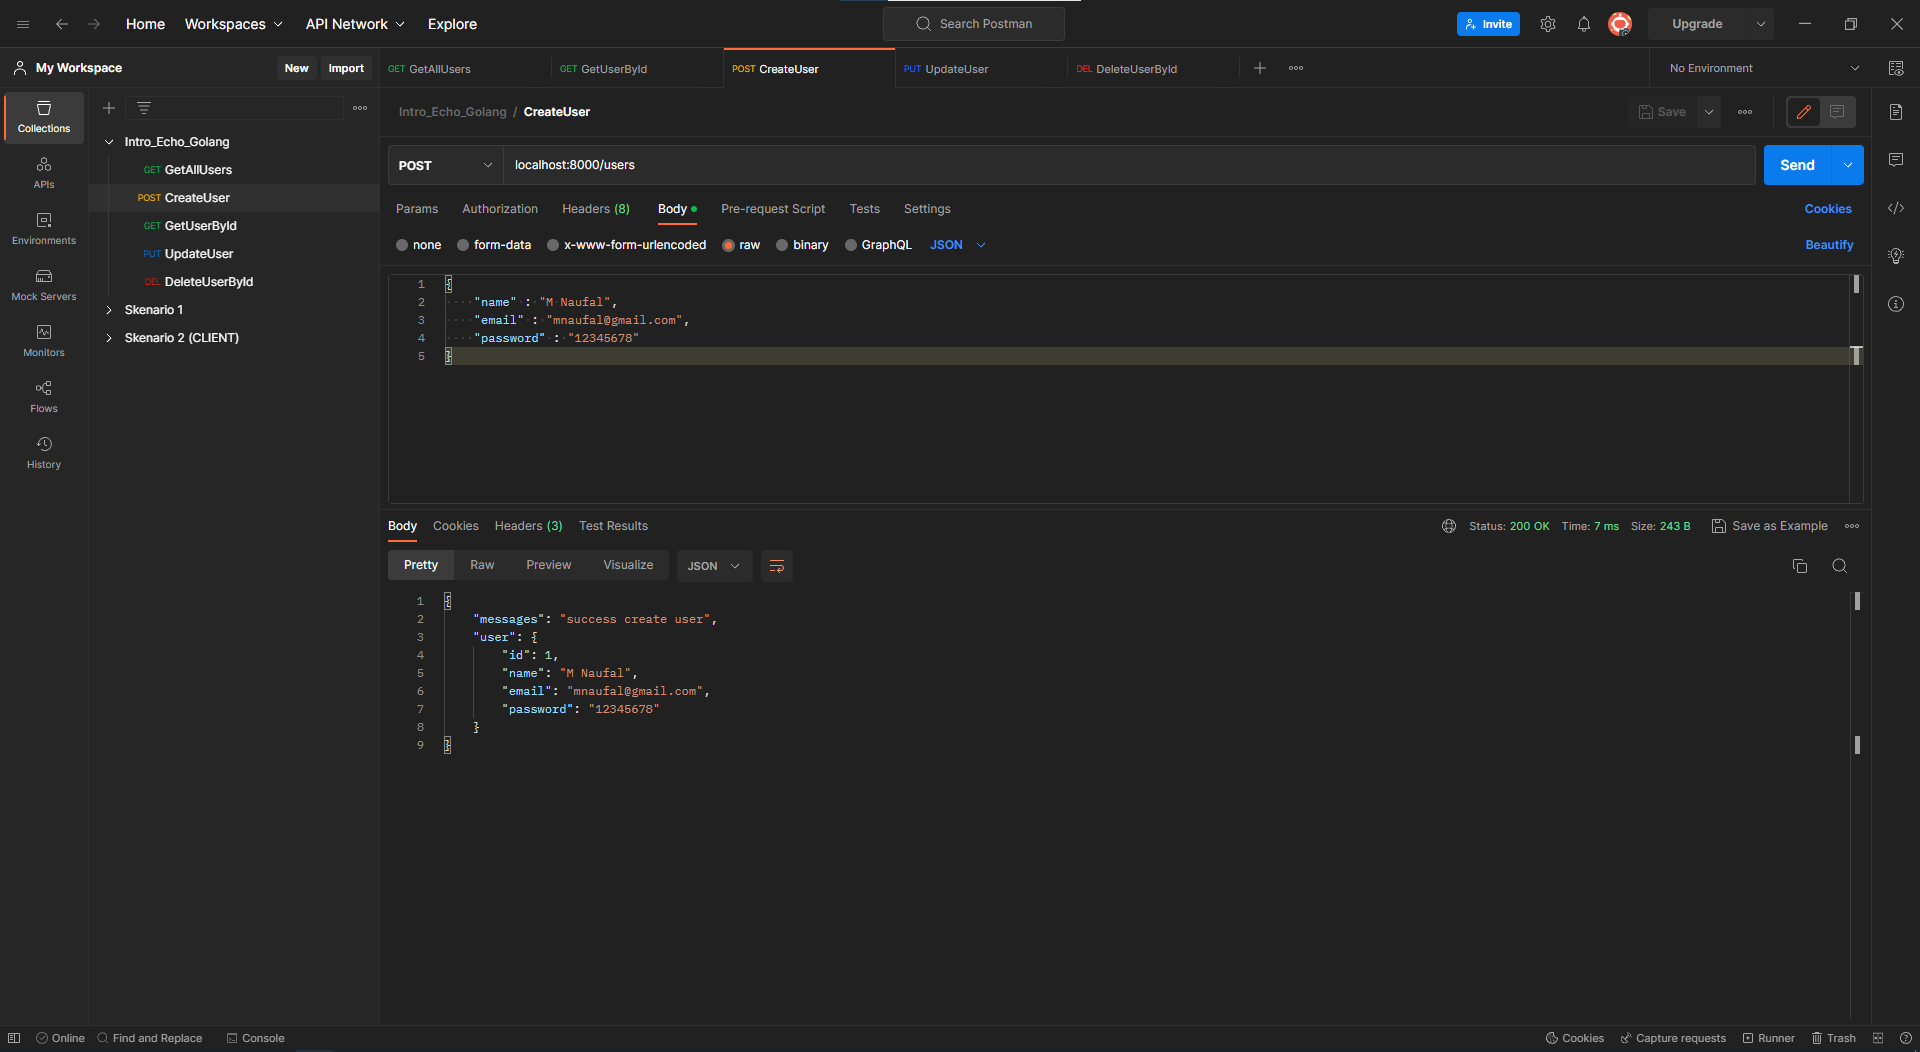 Home Workspaces API Network Explore Search Postman Invite Upgrade
My Workspace New Import GET GetAllUsers GET GetUserById POST CreateUser PUT UpdateUser DEL DeleteUserById No Environment
Collections
APIs
Environments
Mock Servers
Monitors
Flows
History
Intro_Echo_Golang
GET GetAllUsers
POST CreateUser
GET GetUserById
PUT UpdateUser
DEL DeleteUserById
Skenario 1
Skenario 2 (CLIENT)
Intro_Echo_Golang / CreateUser Save
POST localhost:8000/users Send
Params Authorization Headers (8) Body Pre-request Script Tests Settings Cookies
none form-data x-www-form-urlencoded raw binary GraphQL JSON Beautify
1 {
2 "name" : "M Naufal",
3 "email" : "mnaufal@gmail.com",
4 "password" : "12345678"
5 }
Body Cookies Headers (3) Test Results Status: 200 OK Time: 7 ms Size: 243 B Save as Example
Pretty Raw Preview Visualize JSON
1 {
2 "messages": "success create user",
3 "user": {
4 "id": 1,
5 "name": "M Naufal",
6 "email": "mnaufal@gmail.com",
7 "password": "12345678"
8 }
9 }
Online Find and Replace Console Cookies Capture requests Runner Trash